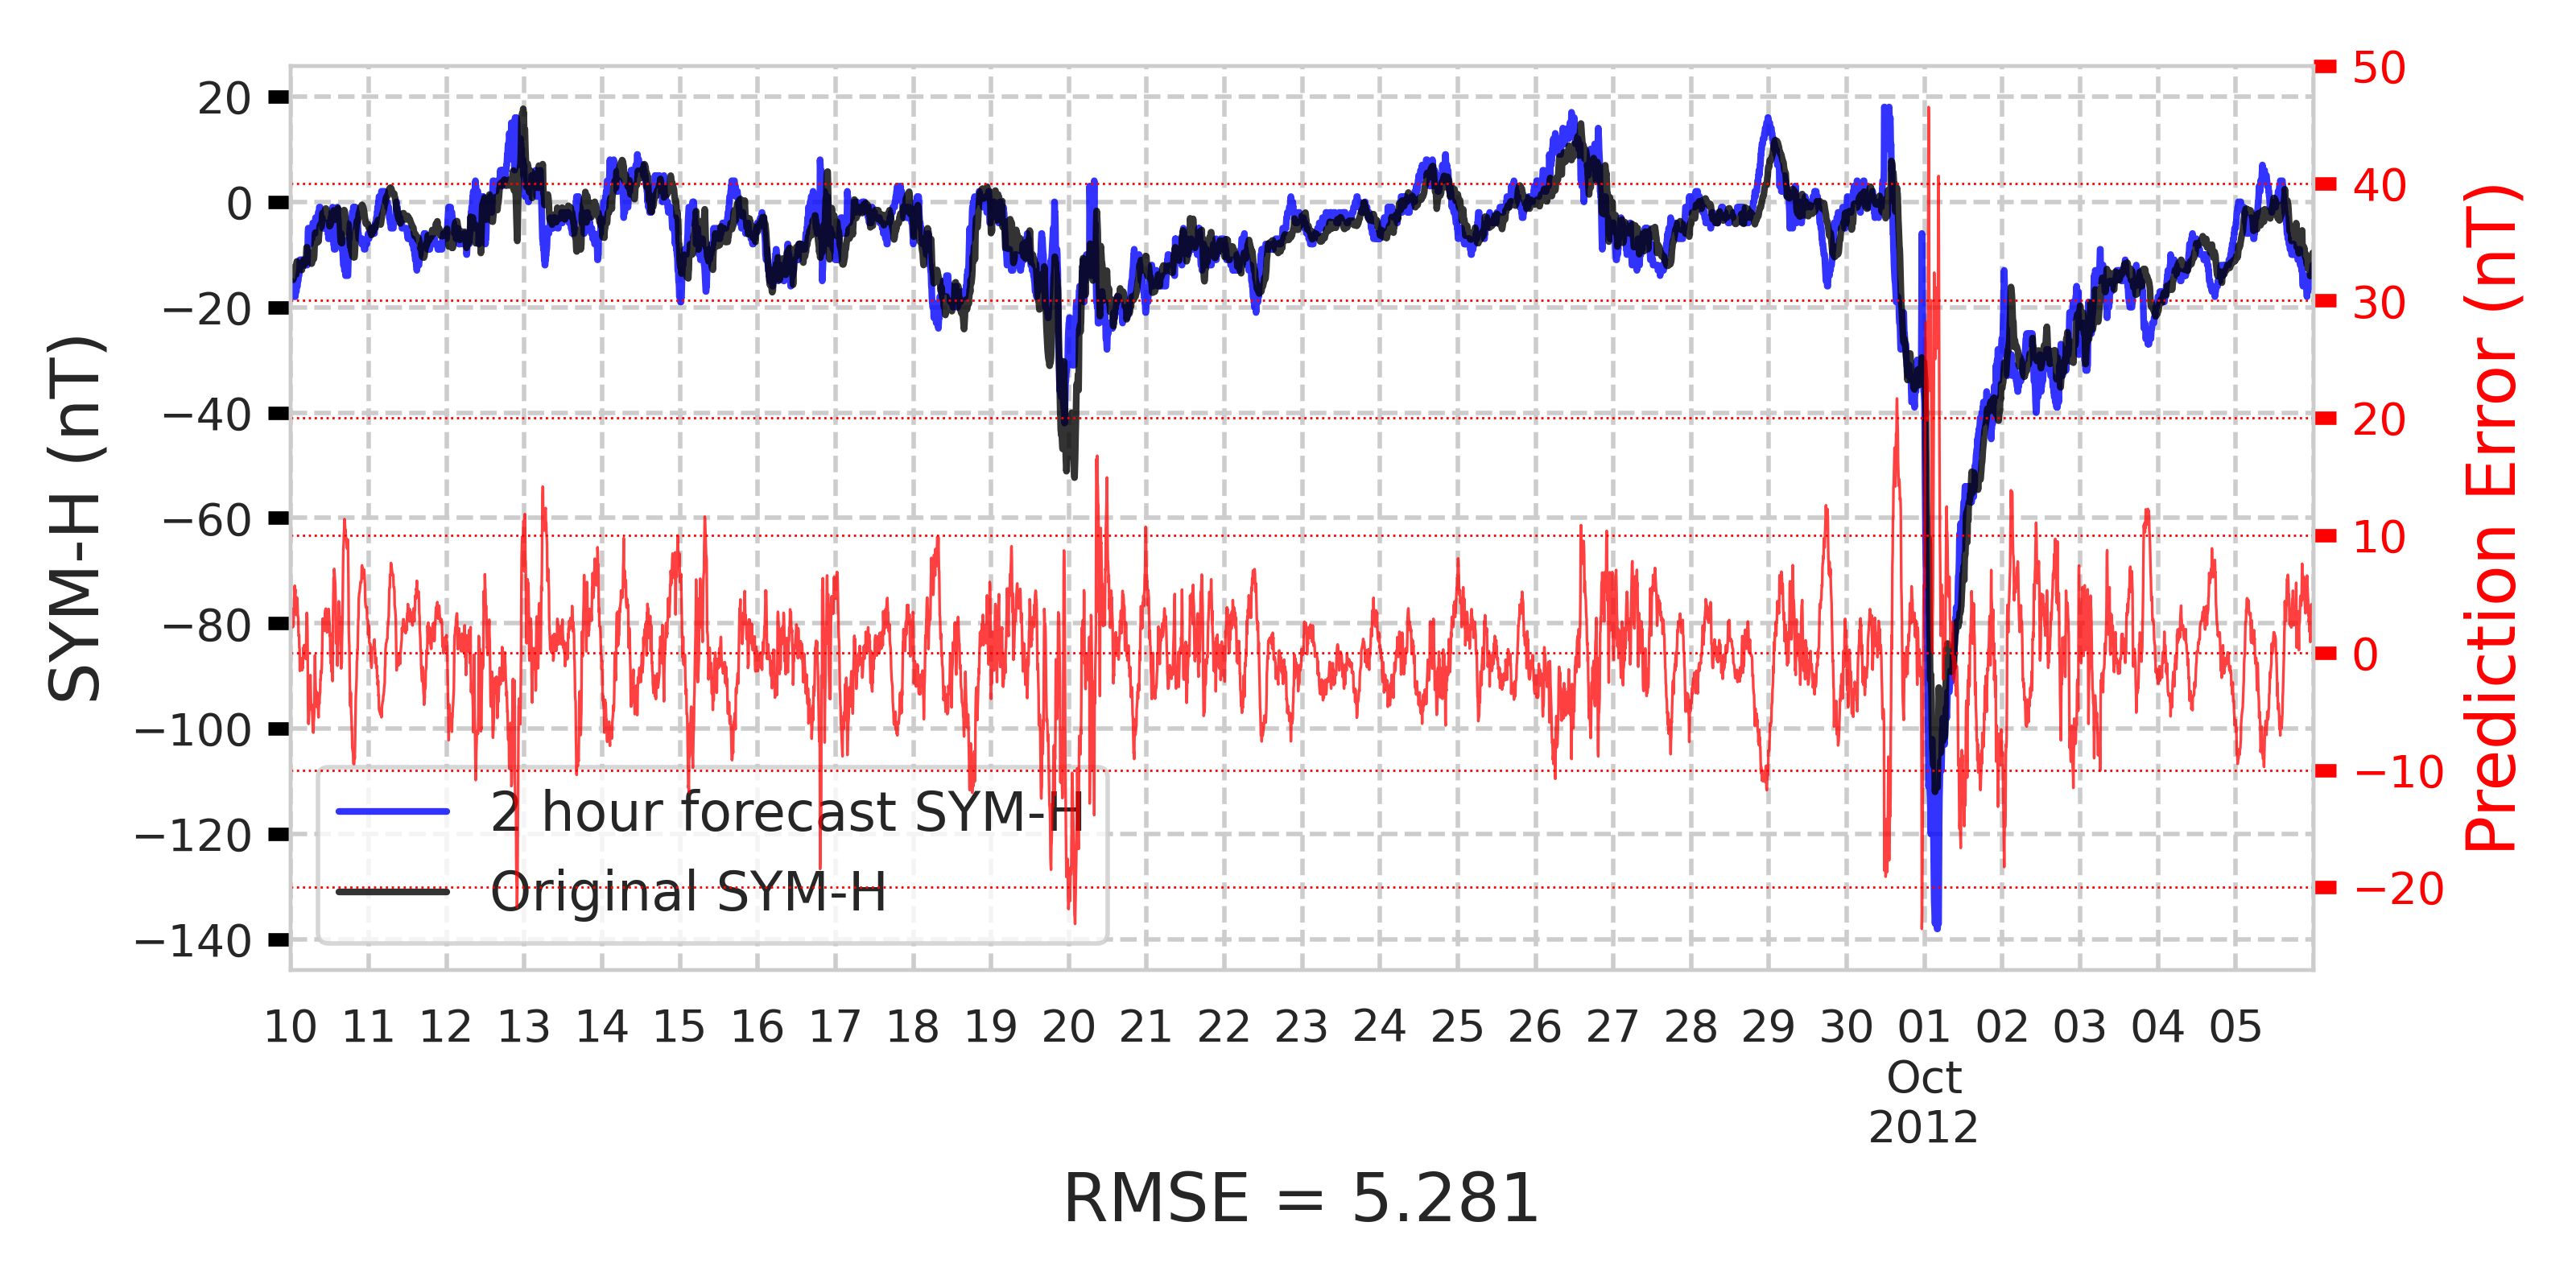 SYM-H (nT)
20
0
−20
−40
−60
−80
−100
−120
−140
50
40
30
20
10
0
−10
−20
Prediction Error (nT)
2 hour forecast SYM-H
Original SYM-H
10 11 12 13 14 15 16 17 18 19 20 21 22 23 24 25 26 27 28 29 30 01 02 03 04 05
Oct
2012
RMSE = 5.281